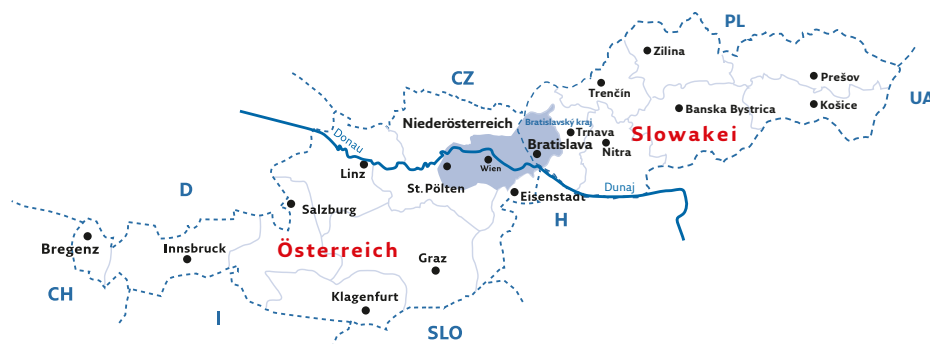 PL
Zilina
CZ
Prešov
Trenčín
UA
Košice
Banska Bystrica
Niederösterreich
Bratislavský kraj
Trnava
Slowakei
Donau
Bratislava
Nitra
Wien
Linz
St. Pölten
D
Dunaj
Eisenstadt
Salzburg
H
Bregenz
Innsbruck
Österreich
Graz
CH
Klagenfurt
I
SLO